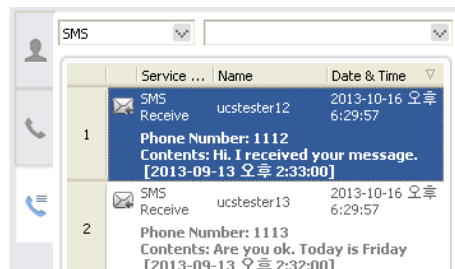 SMS
Service ... Name Date & Time
1
SMS Receive ucstester12 2013-10-16 오후 6:29:57
Phone Number: 1112
Contents: Hi. I received your message.
[2013-09-13 오후 2:33:00]
2
SMS Receive ucstester13 2013-10-16 오후 6:29:57
Phone Number: 1113
Contents: Are you ok. Today is Friday
[2013-09-13 오후 2:32:00]